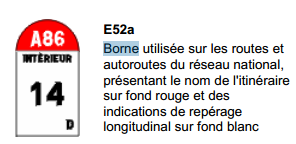 A86
INTÈRIEUR
14
D
E52a
Borne utilisée sur les routes et
autoroutes du réseau national,
présentant le nom de l'itinéraire
sur fond rouge et des
indications de repérage
longitudinal sur fond blanc